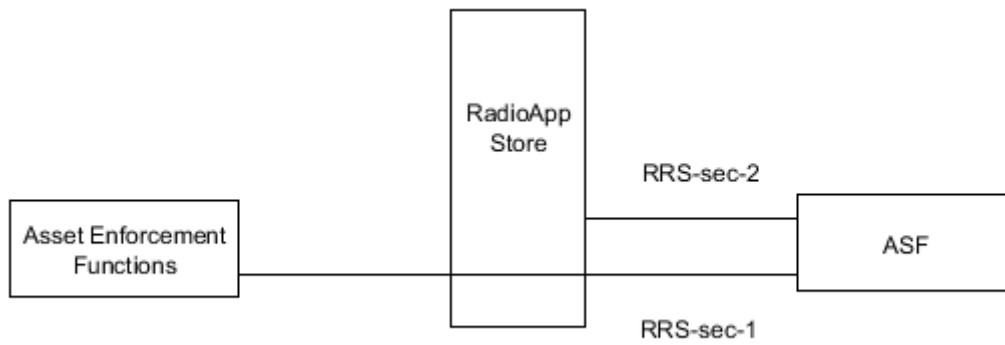 RadioApp
Store
RRS-sec-2
Asset Enforcement
Functions
ASF
RRS-sec-1